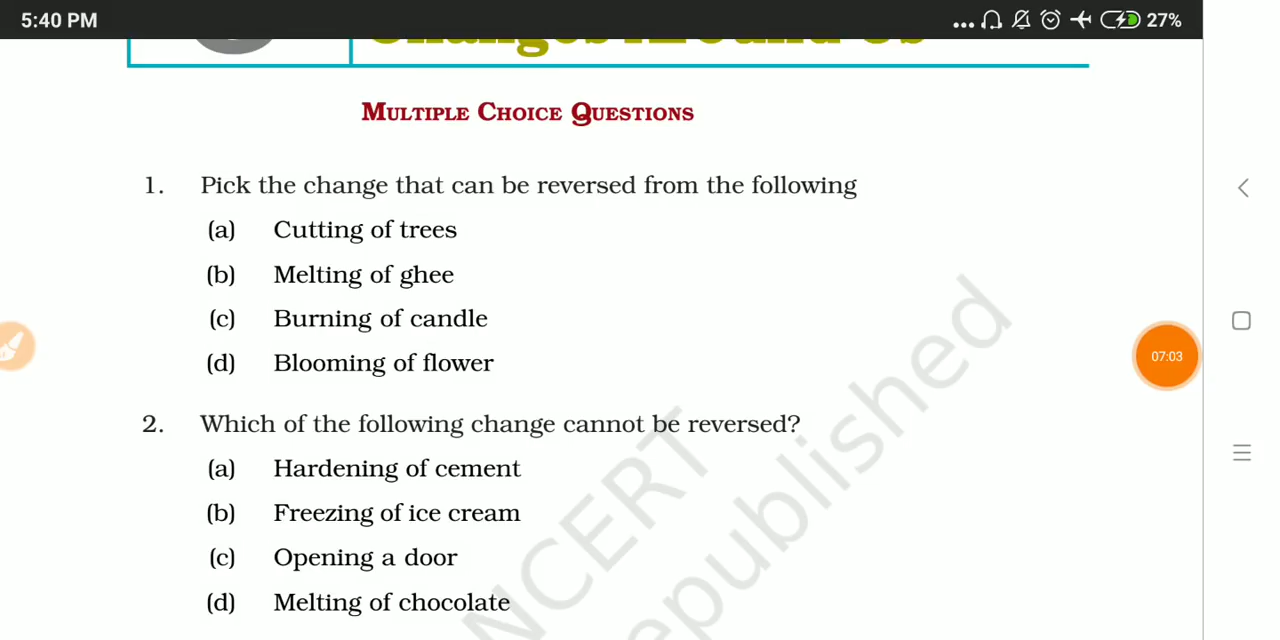 5:40 PM
27%
MULTIPLE CHOICE QUESTIONS
1. Pick the change that can be reversed from the following
(a) Cutting of trees
(b) Melting of ghee
(c) Burning of candle
(d) Blooming of flower
07:03
2. Which of the following change cannot be reversed?
(a) Hardening of cement
(b) Freezing of ice cream
(c) Opening a door
(d) Melting of chocolate
NCERT
republished